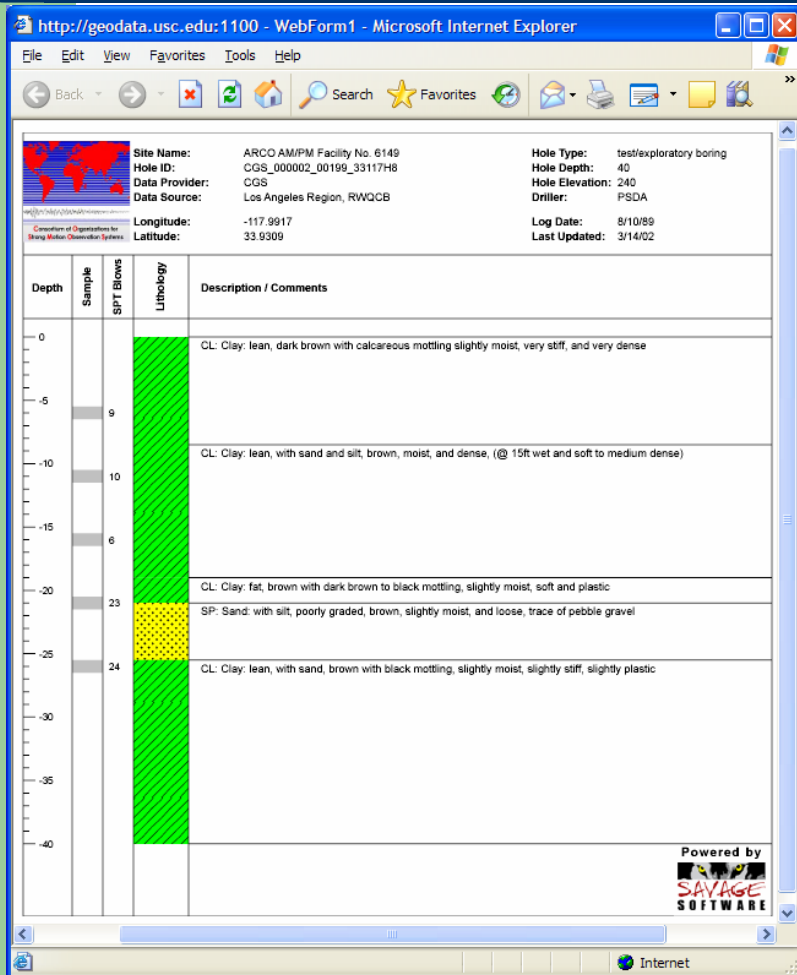 http://geodata.usc.edu:1100 - WebForm1 - Microsoft Internet Explorer
File Edit View Favorites Tools Help
Back Search Favorites »
Consortium of Organizations for
Strong Motion Observation Systems
Site Name: ARCO AM/PM Facility No. 6149
Hole ID: CGS_000002_00199_33117H8
Data Provider: CGS
Data Source: Los Angeles Region, RWQCB
Longitude: -117.9917
Latitude: 33.9309
Hole Type: test/exploratory boring
Hole Depth: 40
Hole Elevation: 240
Driller: PSDA
Log Date: 8/10/89
Last Updated: 3/14/02
Depth Sample SPT Blows Lithology Description / Comments
0
CL: Clay: lean, dark brown with calcareous mottling slightly moist, very stiff, and very dense
-5
9
CL: Clay: lean, with sand and silt, brown, moist, and dense, (@ 15ft wet and soft to medium dense)
-10
10
-15
6
CL: Clay: fat, brown with dark brown to black mottling, slightly moist, soft and plastic
-20
23
SP: Sand: with silt, poorly graded, brown, slightly moist, and loose, trace of pebble gravel
-25
24
CL: Clay: lean, with sand, brown with black mottling, slightly moist, slightly stiff, slightly plastic
-30
-35
-40
Powered by
SAVAGE
SOFTWARE
Internet